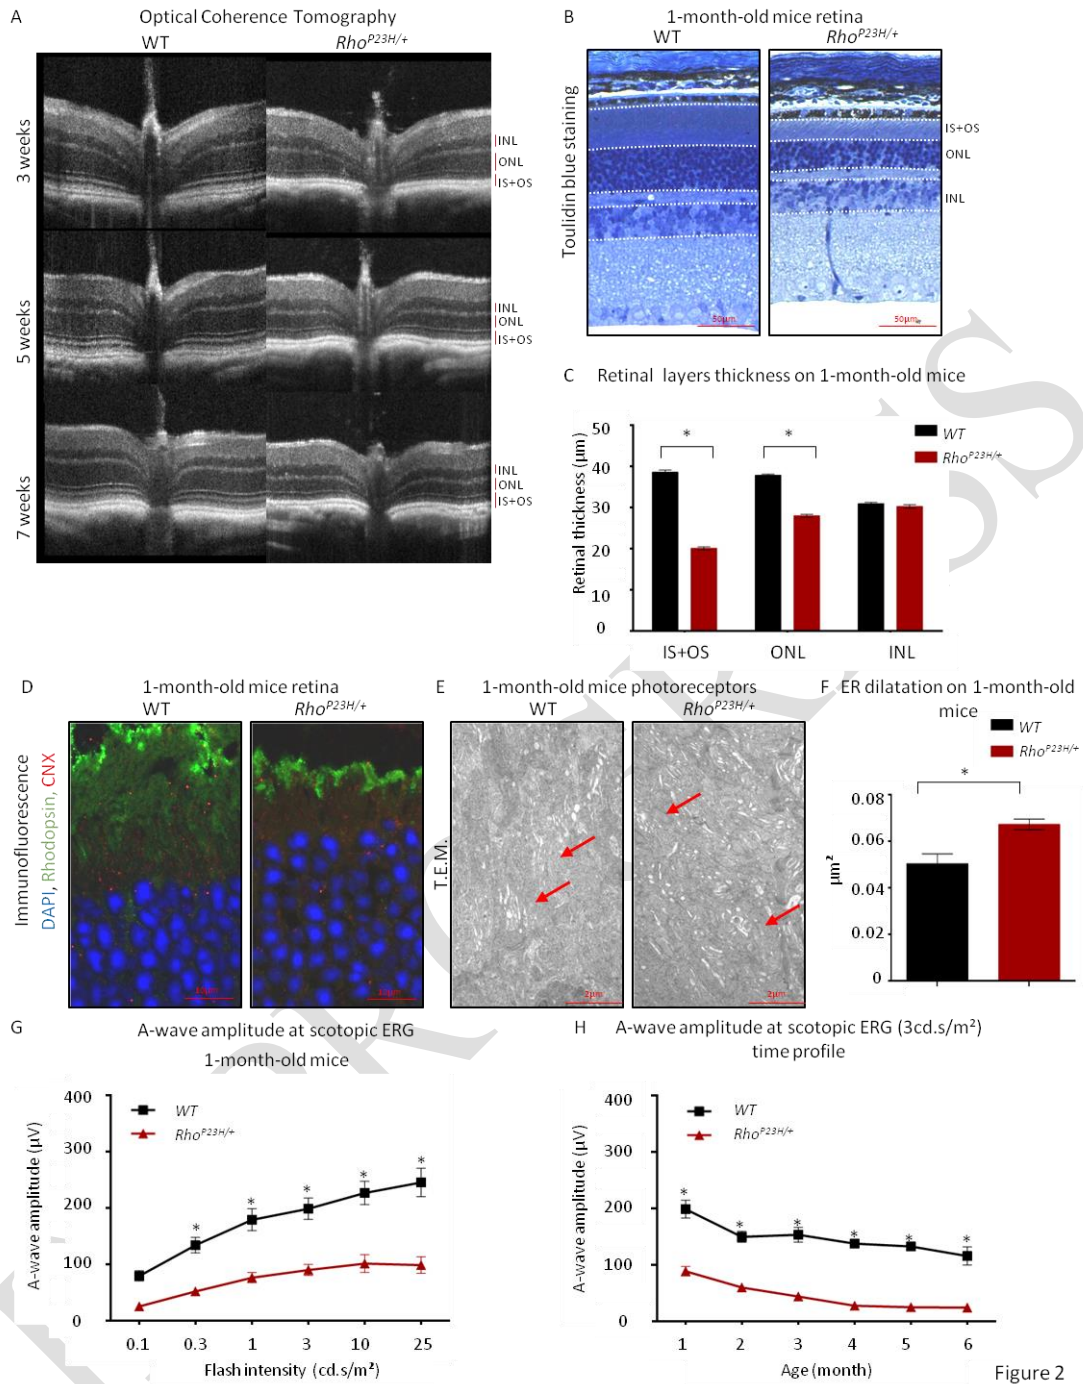 A
Optical Coherence Tomography
WT
Rho^P23H/+
3 weeks
INL
ONL
IS+OS
5 weeks
INL
ONL
IS+OS
7 weeks
INL
ONL
IS+OS
B
1-month-old mice retina
WT
Rho^P23H/+
Toulidin blue staining
IS+OS
ONL
INL
50μm
50μm
C
Retinal layers thickness on 1-month-old mice
Retinal thickness (μm)
50
40
30
20
10
0
*
*
WT
Rho^P23H/+
IS+OS
ONL
INL
D
1-month-old mice retina
WT
Rho^P23H/+
Immunofluorescence
DAPI, Rhodopsin, CNX
10μm
10μm
E
1-month-old mice photoreceptors
WT
Rho^P23H/+
T.E.M.
2μm
2μm
F
ER dilatation on 1-month-old
mice
WT
Rho^P23H/+
*
μm²
0.08
0.06
0.04
0.02
0
G
A-wave amplitude at scotopic ERG
1-month-old mice
A-wave amplitude (μV)
400
300
200
100
0
WT
Rho^P23H/+
* * * * *
0.1 0.3 1 3 10 25
Flash intensity (cd.s/m²)
H
A-wave amplitude at scotopic ERG (3cd.s/m²)
time profile
A-wave amplitude (μV)
400
300
200
100
0
WT
Rho^P23H/+
* * * * * *
1 2 3 4 5 6
Age (month)
Figure 2